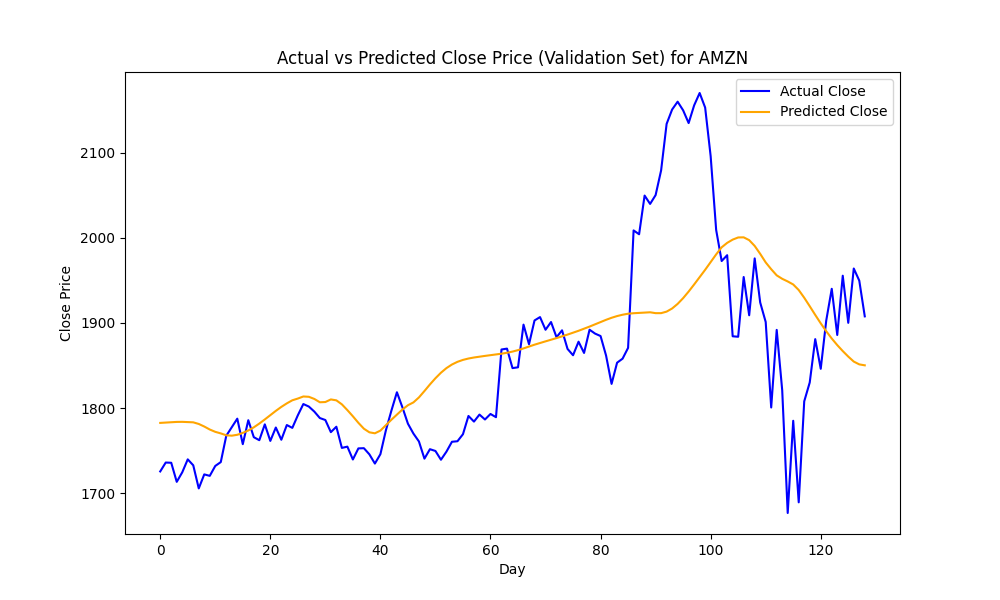 Actual vs Predicted Close Price (Validation Set) for AMZN
Actual Close
Predicted Close
Close Price
2100
2000
1900
1800
1700
0 20 40 60 80 100 120
Day